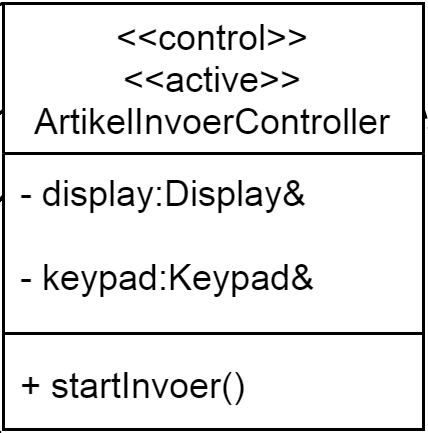 <<control>>
<<active>>
ArtikelInvoerController
- display:Display&
- keypad:Keypad&
+ startInvoer()